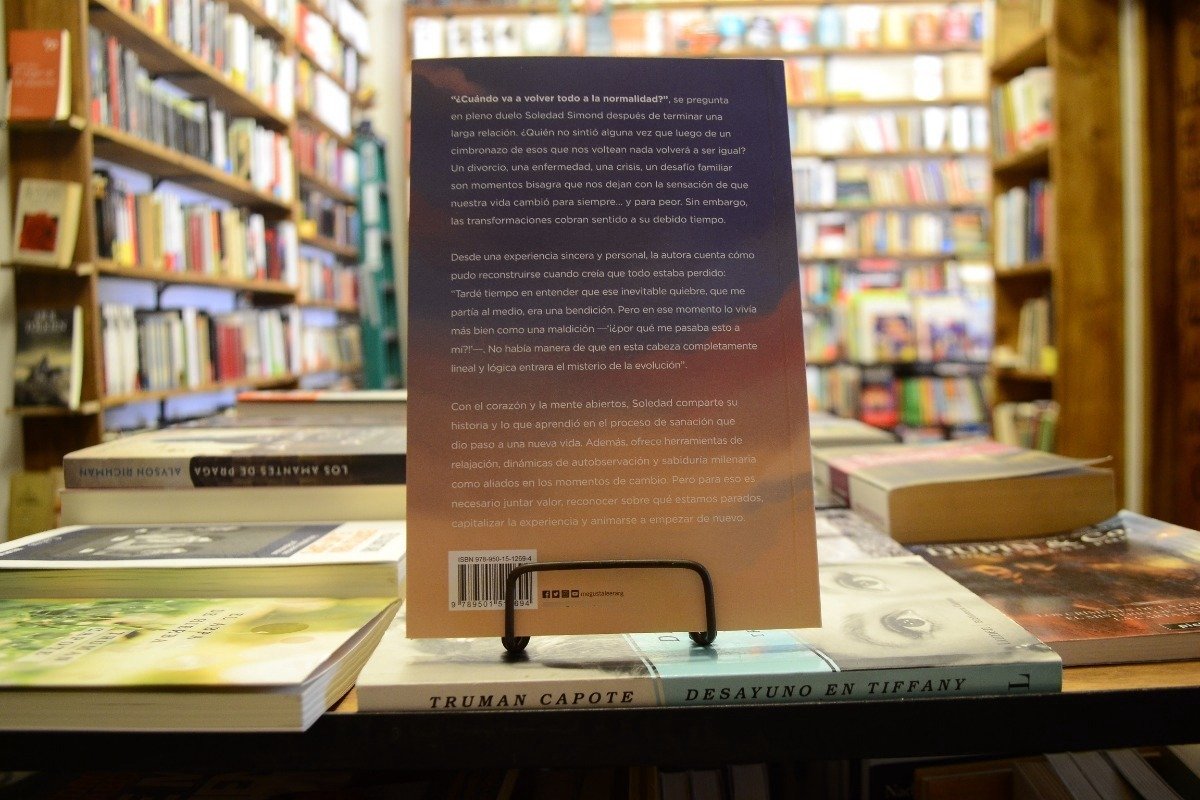 “¿Cuándo va a volver todo a la normalidad?”, se pregunta
en pleno duelo Soledad Simond después de terminar una
larga relación. ¿Quién no sintió alguna vez que luego de un
cimbronazo de esos que nos voltean nada volverá a ser igual?
Un divorcio, una enfermedad, una crisis, un desafío familiar
son momentos bisagra que nos dejan con la sensación de que
nuestra vida cambió para siempre... y para peor. Sin embargo,
las transformaciones cobran sentido a su debido tiempo.
Desde una experiencia sincera y personal, la autora cuenta cómo
pudo reconstruirse cuando creía que todo estaba perdido:
“Tardé tiempo en entender que ese inevitable quiebre, que me
partía al medio, era una bendición. Pero en ese momento lo vivía
más bien como una maldición —‘¡¿por qué me pasaba esto a
mí?!’—. No había manera de que en esta cabeza completamente
lineal y lógica entrara el misterio de la evolución”.
Con el corazón y la mente abiertos, Soledad comparte su
historia y lo que aprendió en el proceso de sanación que
dio paso a una nueva vida. Además, ofrece herramientas de
relajación, dinámicas de autobservación y sabiduría milenaria
como aliados en los momentos de cambio. Pero para eso es
necesario juntar valor, reconocer sobre qué estamos parados,
capitalizar la experiencia y animarse a empezar de nuevo.
ISBN 978-950-15-1259-4
megustaleerarg
LOS AMANTES DE PRAGA
ALYSON RICHMAN
TRUMAN CAPOTE
DESAYUNO EN TIFFANY
L